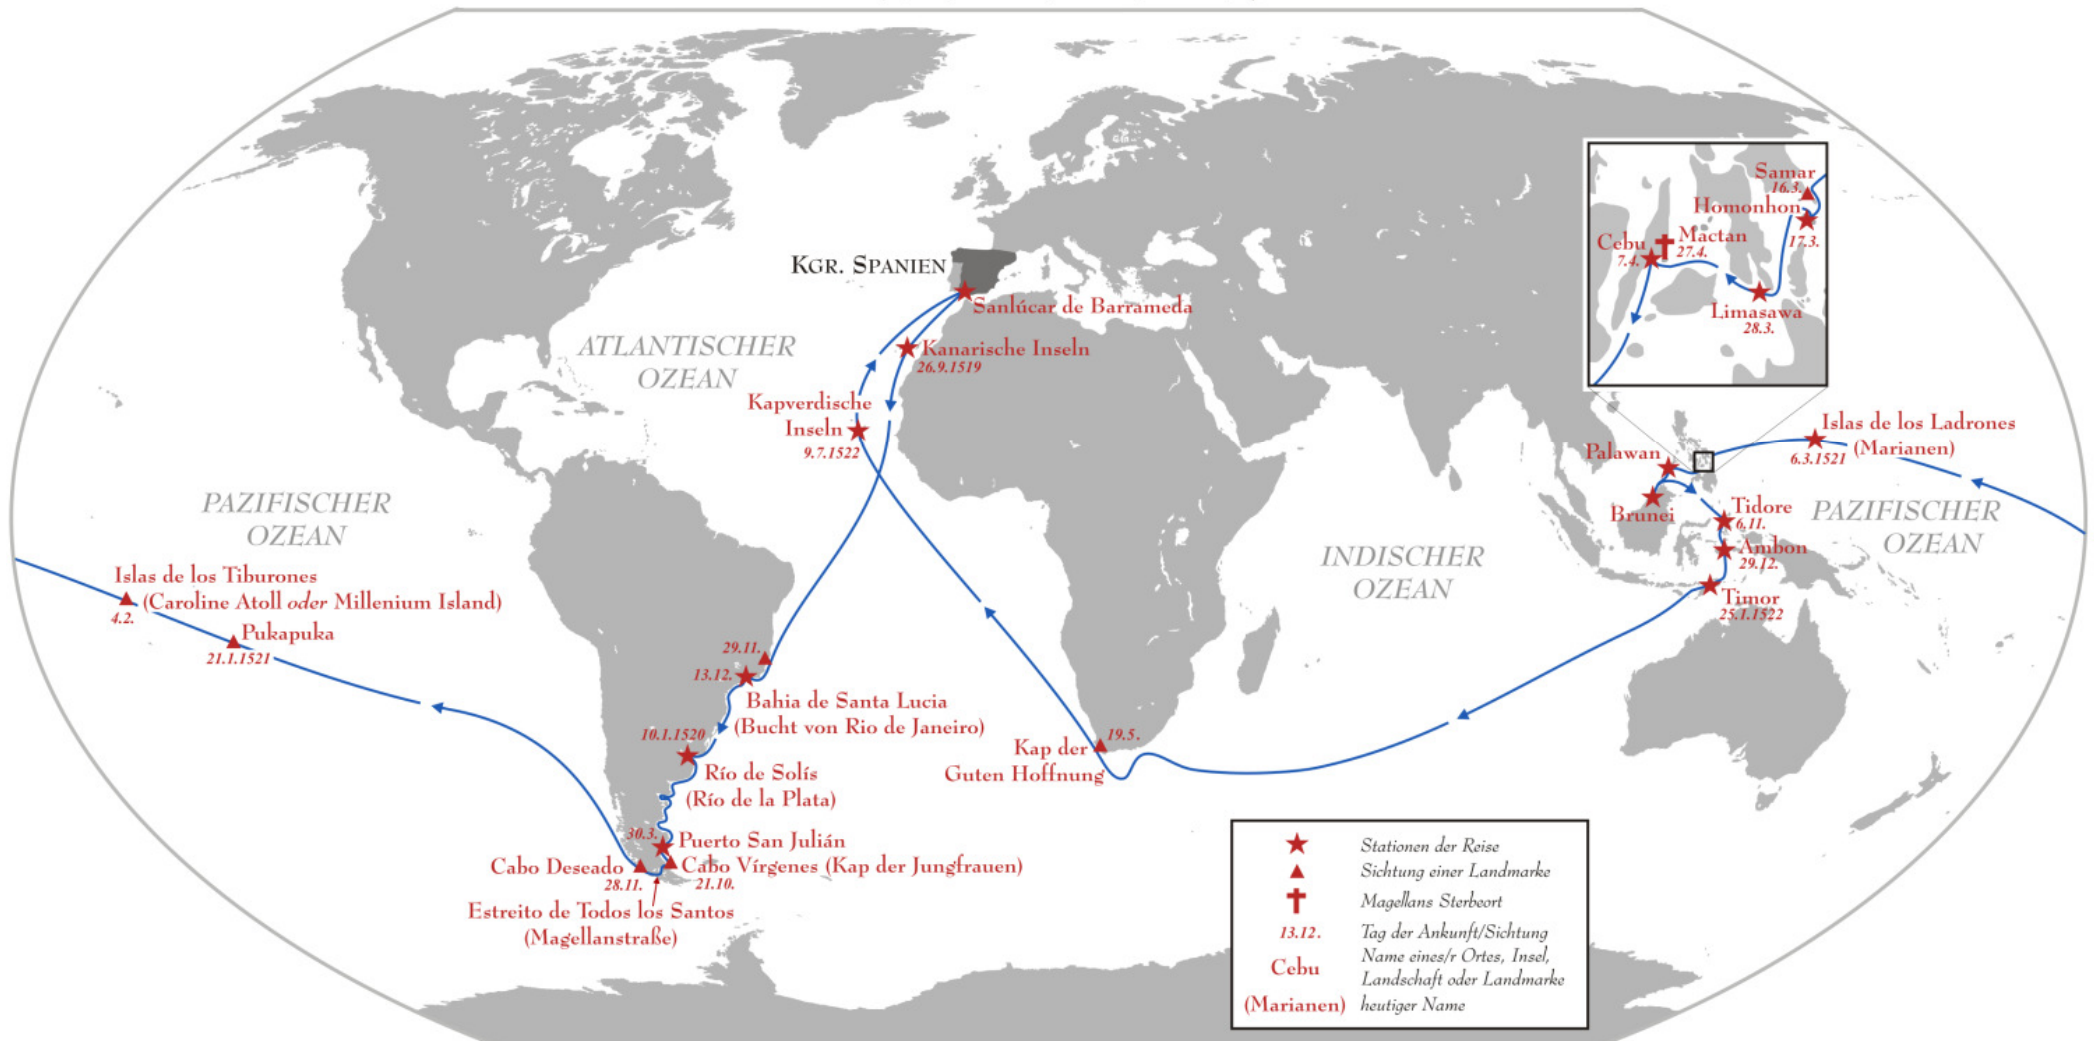 Samar
16.3.
Homonhon
17.3.
Cebu
7.4.
Mactan
27.4.
Limasawa
28.3.
KGR. SPANIEN
Sanlúcar de Barrameda
ATLANTISCHER
OZEAN
Kanarische Inseln
26.9.1519
Kapverdische
Inseln
9.7.1522
Islas de los Ladrones
(Marianen)
6.3.1521
Palawan
Brunei
Tidore
6.11.
Ambon
29.12.
Timor
25.1.1522
PAZIFISCHER
OZEAN
PAZIFISCHER
OZEAN
INDISCHER
OZEAN
Islas de los Tiburones
(Caroline Atoll oder Millenium Island)
4.2.
Pukapuka
21.1.1521
29.11.
13.12.
Bahia de Santa Lucia
(Bucht von Rio de Janeiro)
10.1.1520
Río de Solís
(Río de la Plata)
Kap der
Guten Hoffnung
19.5.
30.3.
Puerto San Julián
Cabo Deseado
28.11.
Cabo Vírgenes (Kap der Jungfrauen)
21.10.
Estreito de Todos los Santos
(Magellanstraße)
Stationen der Reise
Sichtung einer Landmarke
Magellans Sterbeort
13.12. Tag der Ankunft/Sichtung
Cebu Name eines/r Ortes, Insel,
Landschaft oder Landmarke
(Marianen) heutiger Name